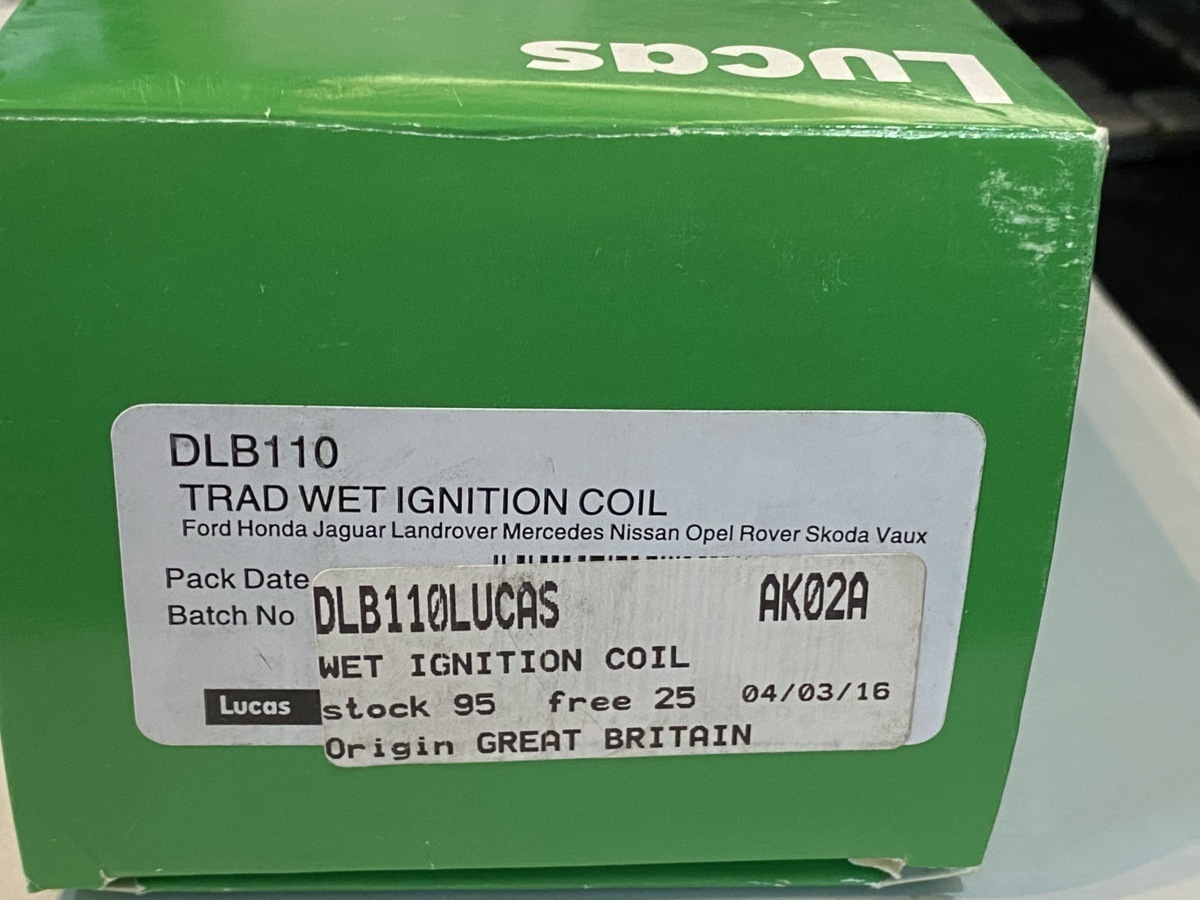 Lucas
DLB110
TRAD WET IGNITION COIL
Ford Honda Jaguar Landrover Mercedes Nissan Opel Rover Skoda Vaux
Pack Date
Batch No
DLB110LUCAS AK02A
WET IGNITION COIL
Lucas stock 95 free 25 04/03/16
Origin GREAT BRITAIN